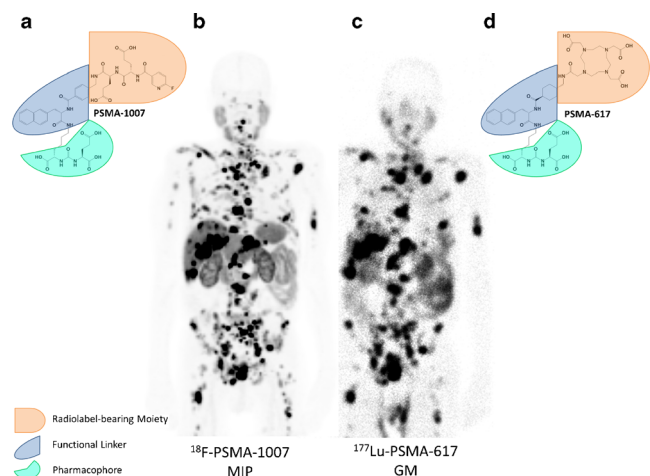 a
b
c
d
PSMA-1007
PSMA-617
Radiolabel-bearing Moiety
Functional Linker
Pharmacophore
¹⁸F-PSMA-1007
MIP
¹⁷⁷Lu-PSMA-617
GM